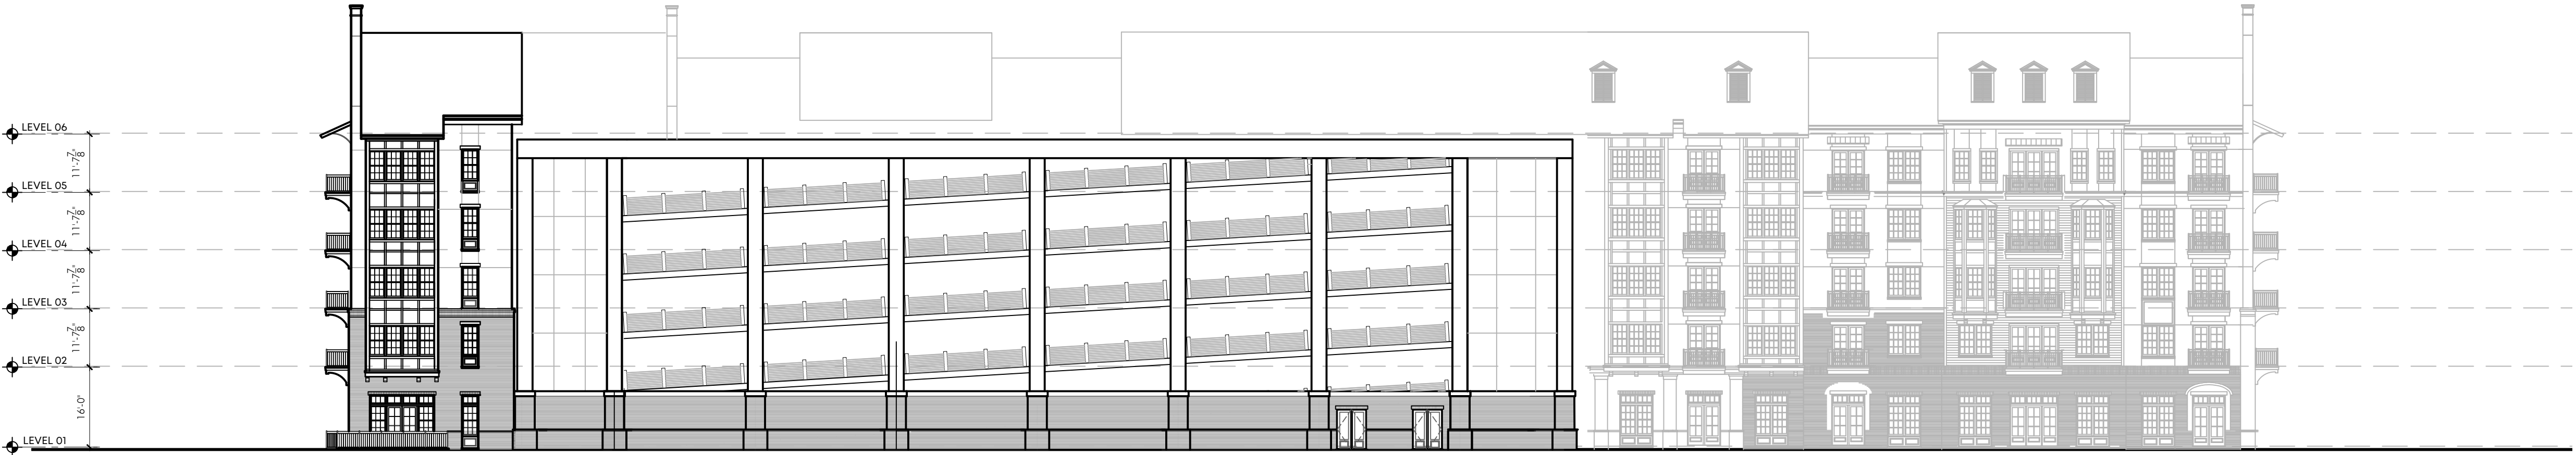 LEVEL 06
11'-7 7/8"
LEVEL 05
11'-7 7/8"
LEVEL 04
11'-7 7/8"
LEVEL 03
11'-7 7/8"
LEVEL 02
16'-0"
LEVEL 01